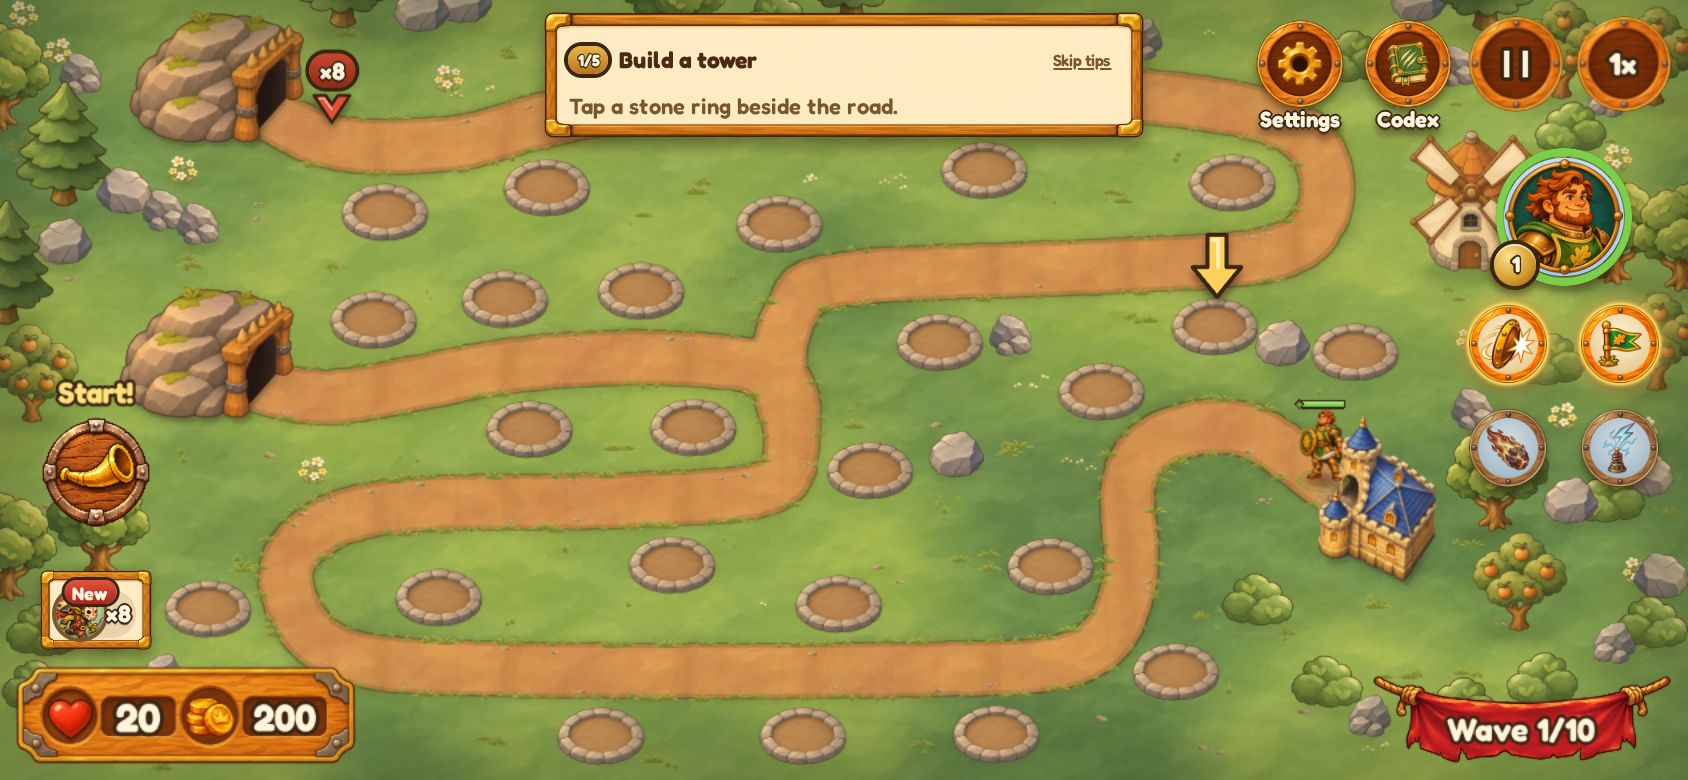 1/5 Build a tower
Skip tips
Tap a stone ring beside the road.
x8
1x
Settings
Codex
1
Start!
New
x8
20
200
Wave 1/10